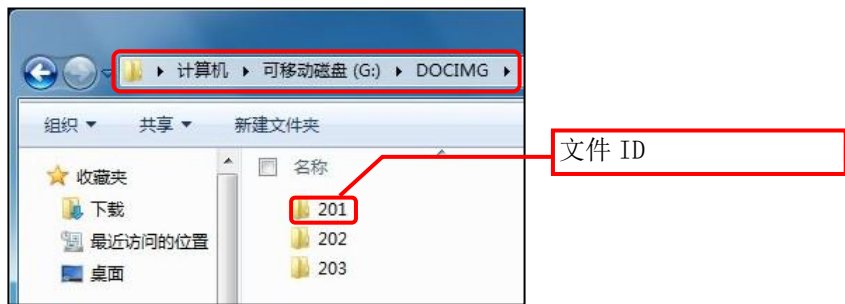 计算机 ▸ 可移动磁盘 (G:) ▸ DOCIMG ▸
组织 共享 新建文件夹
文件 ID
收藏夹 名称
下载 201
最近访问的位置 202
桌面 203